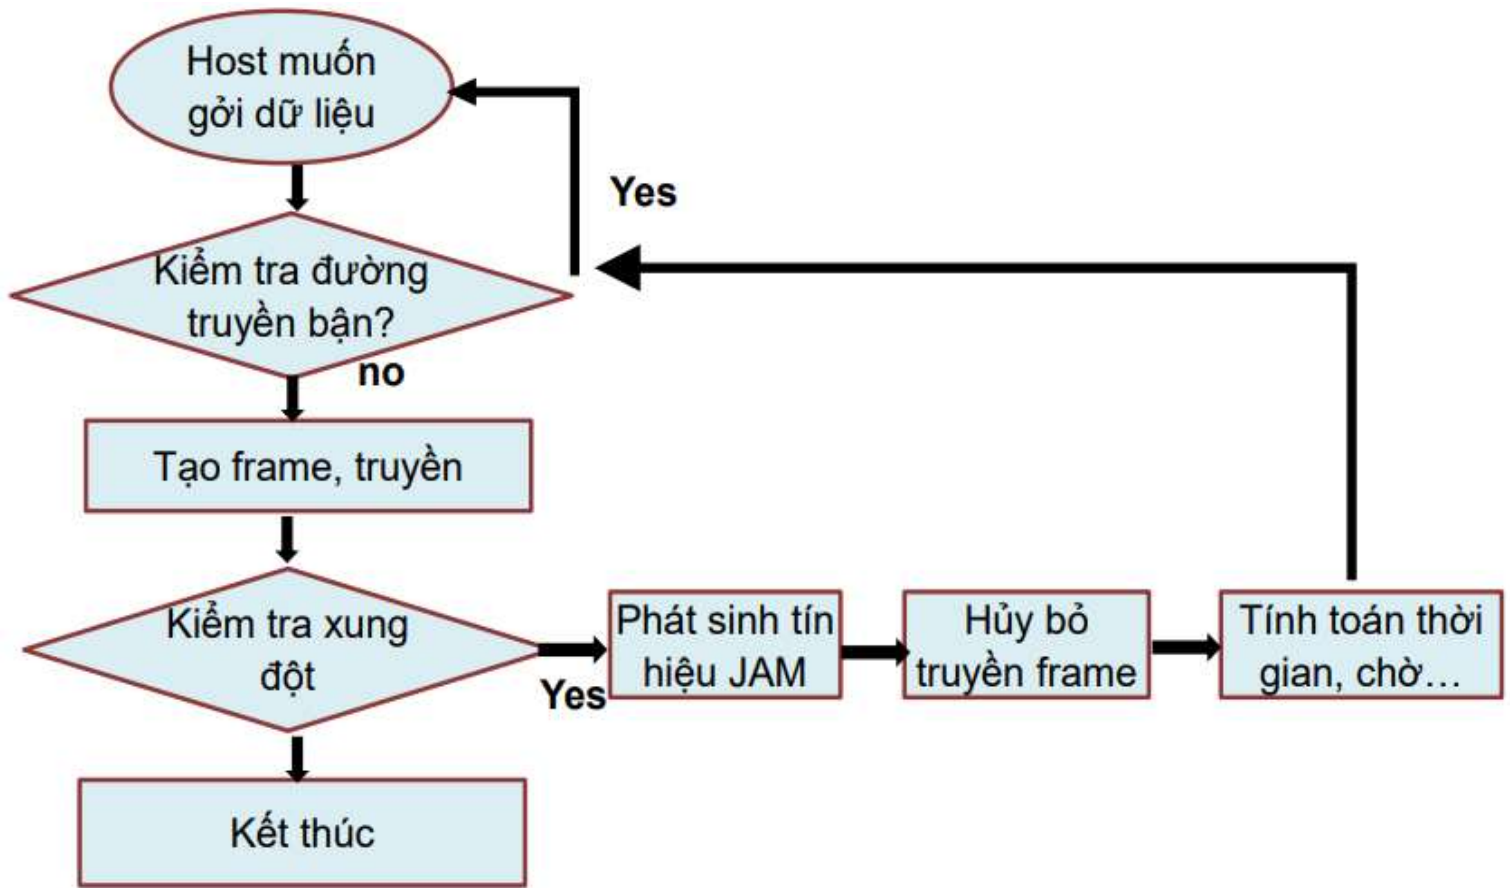 Host muốn
gởi dữ liệu
Yes
Kiểm tra đường
truyền bận?
no
Tạo frame, truyền
Kiểm tra xung
đột
Yes
Phát sinh tín
hiệu JAM
Hủy bỏ
truyền frame
Tính toán thời
gian, chờ…
Kết thúc